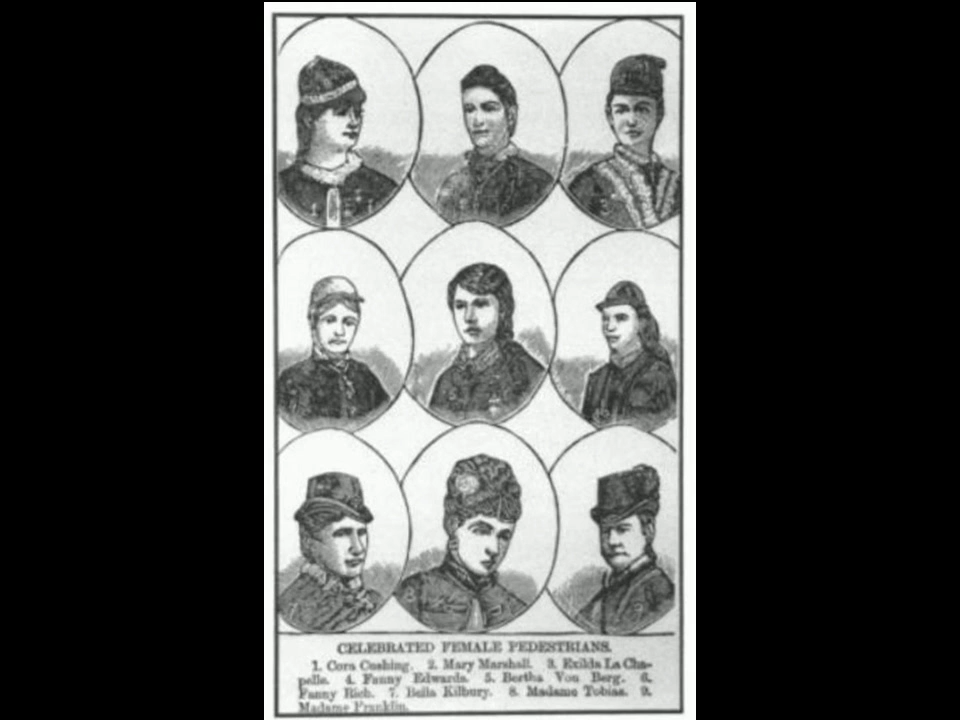 CELEBRATED FEMALE PEDESTRIANS.
1. Cora Cushing. 2. Mary Marshall. 3. Exilda La Cha-
pelle. 4. Fanny Edwards. 5. Bertha Von Berg. 6.
Fanny Rich. 7. Bella Kilbury. 8. Madame Tobias. 9.
Madame Franklin.